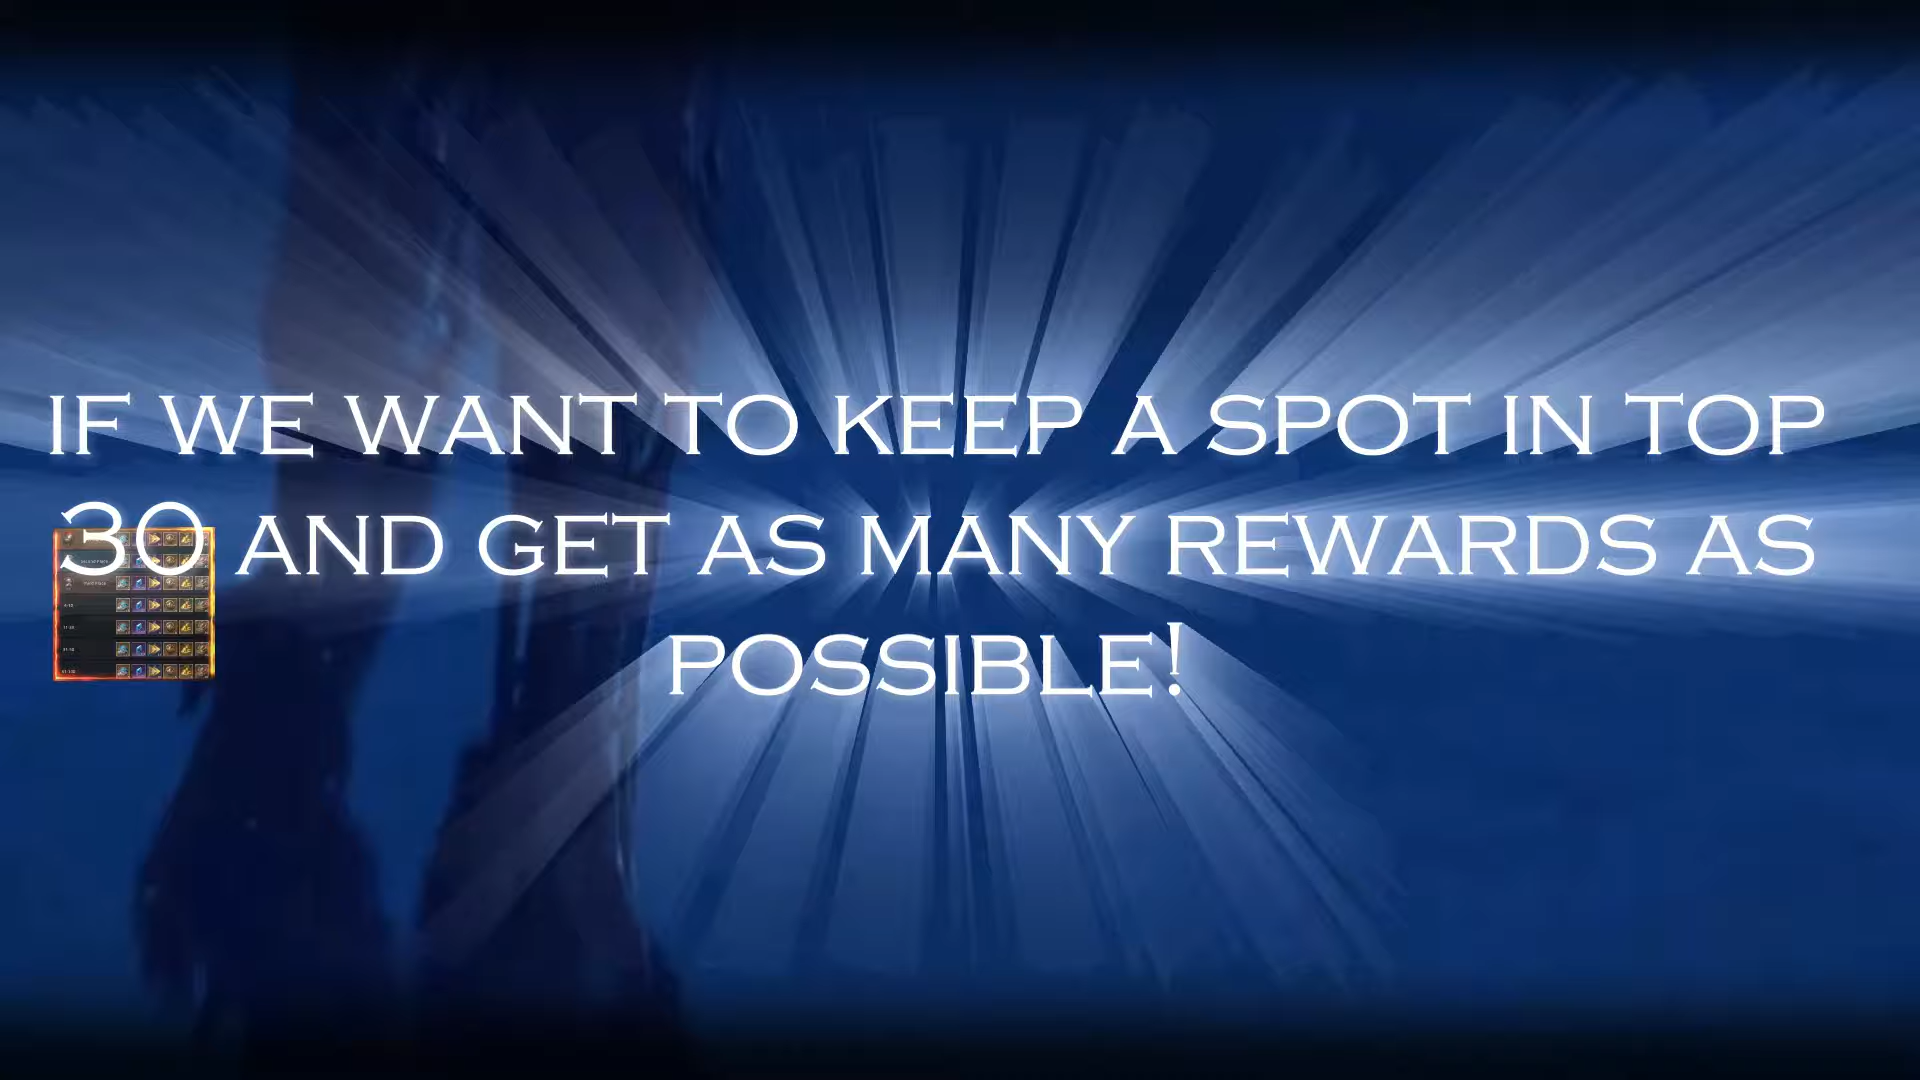 IF WE WANT TO KEEP A SPOT IN TOP
30 AND GET AS MANY REWARDS AS
POSSIBLE!